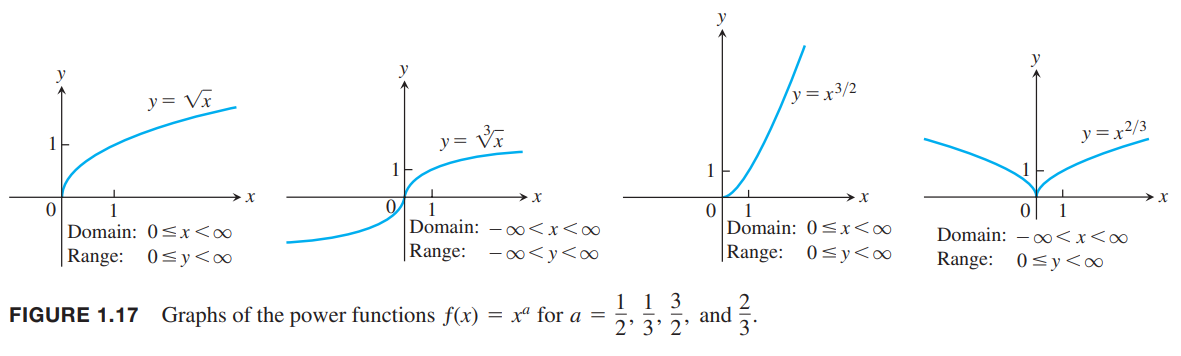 y
y = √x
1
0
1
x
Domain: 0 ≤ x < ∞
Range: 0 ≤ y < ∞
y
y = ∛x
1
0
1
x
Domain: −∞ < x < ∞
Range: −∞ < y < ∞
y
y = x^{3/2}
1
0
1
x
Domain: 0 ≤ x < ∞
Range: 0 ≤ y < ∞
y
y = x^{2/3}
1
0
1
x
Domain: −∞ < x < ∞
Range: 0 ≤ y < ∞
FIGURE 1.17 Graphs of the power functions f(x) = x^a for a = 1/2, 1/3, 3/2, and 2/3.